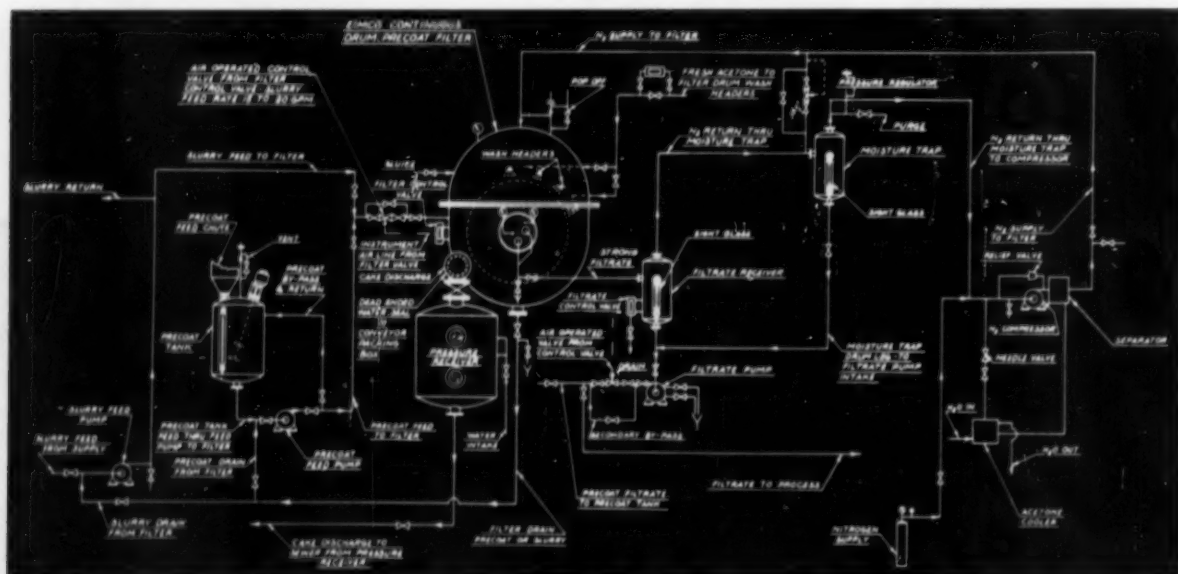 EIMCO CONTINUOUS
DRUM PRECOAT FILTER
N2 SUPPLY TO FILTER
AIR OPERATED CONTROL
VALVE FROM FILTER
CONTROL VALVE SLURRY
FEED RATE 15 TO 20 GPM
POP OFF
FRESH ACETONE TO
FILTER DRUM WASH
HEADERS
PRESSURE REGULATOR
PURGE
SLURRY FEED TO FILTER
SLURRY RETURN
SLUICE
WASH HEADERS
N2 RETURN THRU
MOISTURE TRAP
MOISTURE TRAP
N2 RETURN THRU
MOISTURE TRAP
TO COMPRESSOR
SIGHT GLASS
FILTER CONTROL
VALVE
PRECOAT
FEED CHUTE
VENT
PRECOAT
BY-PASS
& RETURN
INSTRUMENT
AIR LINE FROM
FILTER VALVE
CAKE DISCHARGE
STRONG
FILTRATE
SIGHT GLASS
FILTRATE RECEIVER
N2 SUPPLY
TO FILTER
RELIEF VALVE
FILTRATE
CONTROL VALVE
DEAD ENDED
WATER SEAL
IN
CONVEYOR
PACKING
BOX
PRECOAT
TANK
PRESSURE
RECEIVER
AIR OPERATED
VALVE FROM
CONTROL VALVE
DRAIN
FILTRATE PUMP
MOISTURE TRAP
DRUM LEG TO
FILTRATE PUMP
INTAKE
N2 COMPRESSOR
SEPARATOR
NEEDLE VALVE
SLURRY FEED
PUMP
SLURRY FEED
FROM SUPPLY
PRECOAT TANK
FEED THRU FEED
PUMP TO FILTER
PRECOAT DRAIN
FROM FILTER
PRECOAT
FEED PUMP
PRECOAT FEED
TO FILTER
WATER
INTAKE
SECONDARY BY-PASS
H2O IN
H2O OUT
PRECOAT FILTRATE
TO PRECOAT TANK
FILTRATE TO PROCESS
SLURRY DRAIN
FROM FILTER
CAKE DISCHARGE TO
SEWER FROM PRESSURE
RECEIVER
FILTER DRAIN
PRECOAT OR SLURRY
NITROGEN
SUPPLY
ACETONE
COOLER